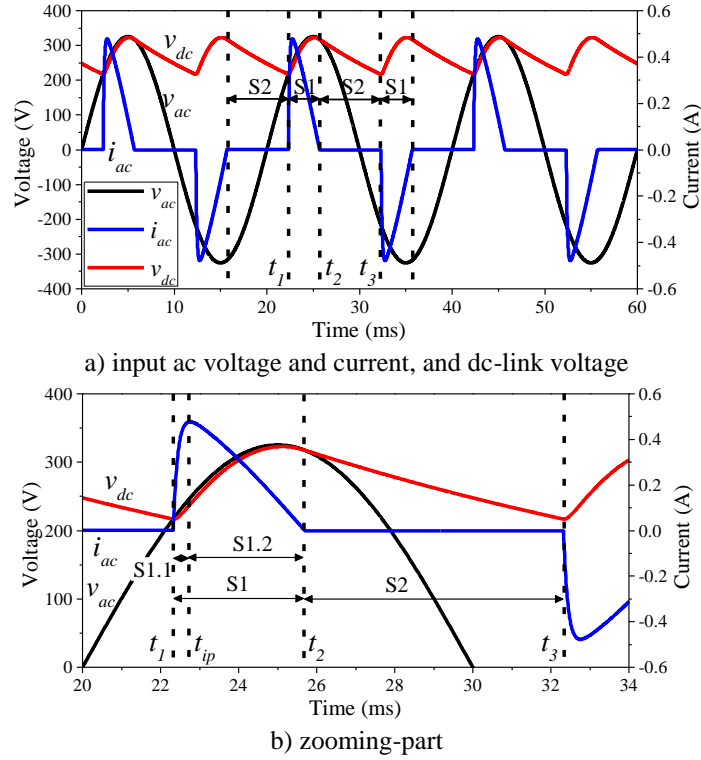 400
300
200
100
0
-100
-200
-300
-400
Voltage (V)
0.6
0.4
0.2
0.0
-0.2
-0.4
-0.6
Current (A)
v_dc
v_ac
i_ac
S2
S1
S2
S1
v_ac
i_ac
v_dc
t_1
t_2
t_3
0 10 20 30 40 50 60
Time (ms)
a) input ac voltage and current, and dc-link voltage
400
300
200
100
0
Voltage (V)
0.6
0.4
0.2
0.0
-0.2
-0.4
-0.6
Current (A)
v_dc
i_ac
v_ac
S1.1
S1.2
S1
S2
t_1
t_ip
t_2
t_3
20 22 24 26 28 30 32 34
Time (ms)
b) zooming-part